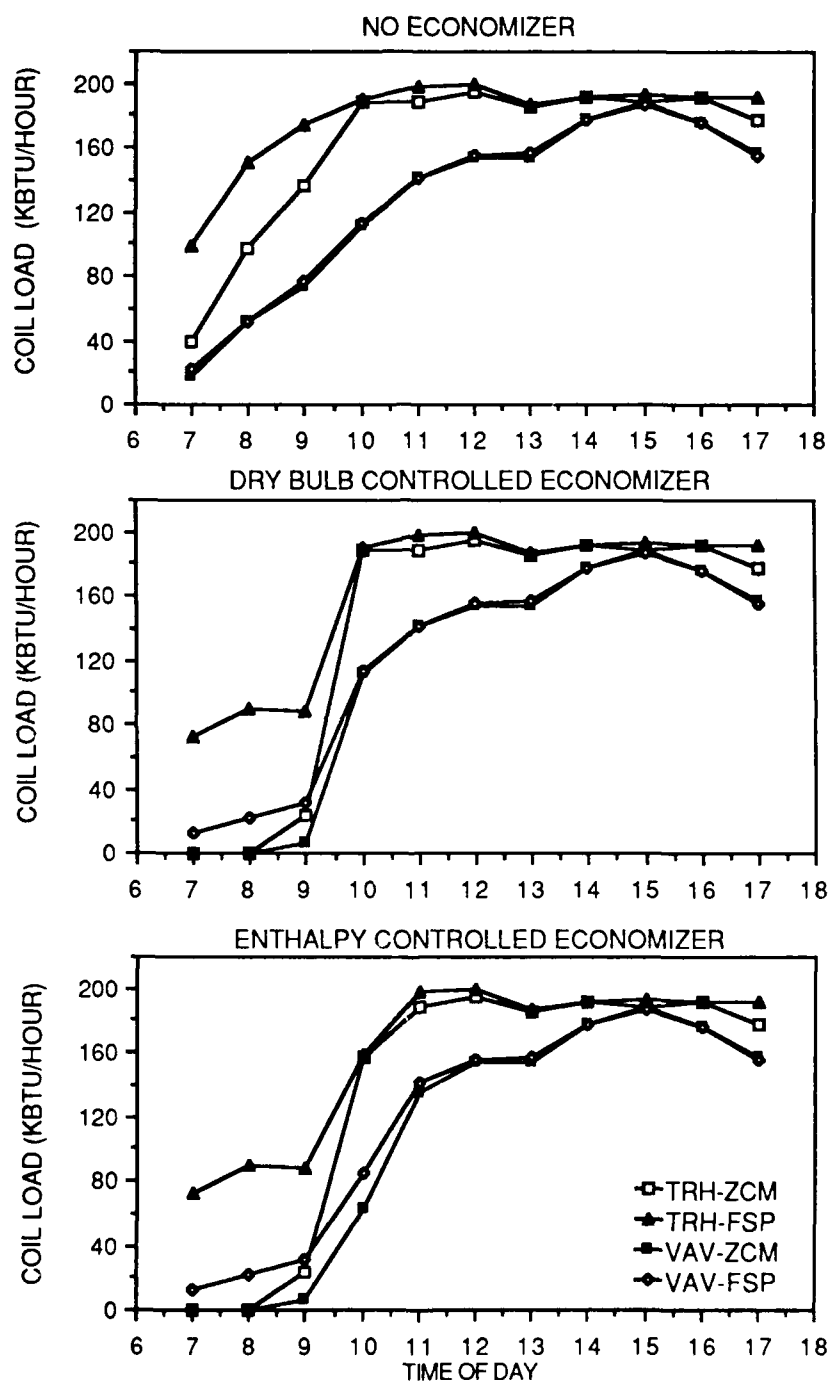 NO ECONOMIZER
COIL LOAD (KBTU/HOUR)
200
160
120
80
40
0
6 7 8 9 10 11 12 13 14 15 16 17 18
DRY BULB CONTROLLED ECONOMIZER
COIL LOAD (KBTU/HOUR)
200
160
120
80
40
0
6 7 8 9 10 11 12 13 14 15 16 17 18
ENTHALPY CONTROLLED ECONOMIZER
COIL LOAD (KBTU/HOUR)
200
160
120
80
40
0
TRH-ZCM
TRH-FSP
VAV-ZCM
VAV-FSP
6 7 8 9 10 11 12 13 14 15 16 17 18
TIME OF DAY